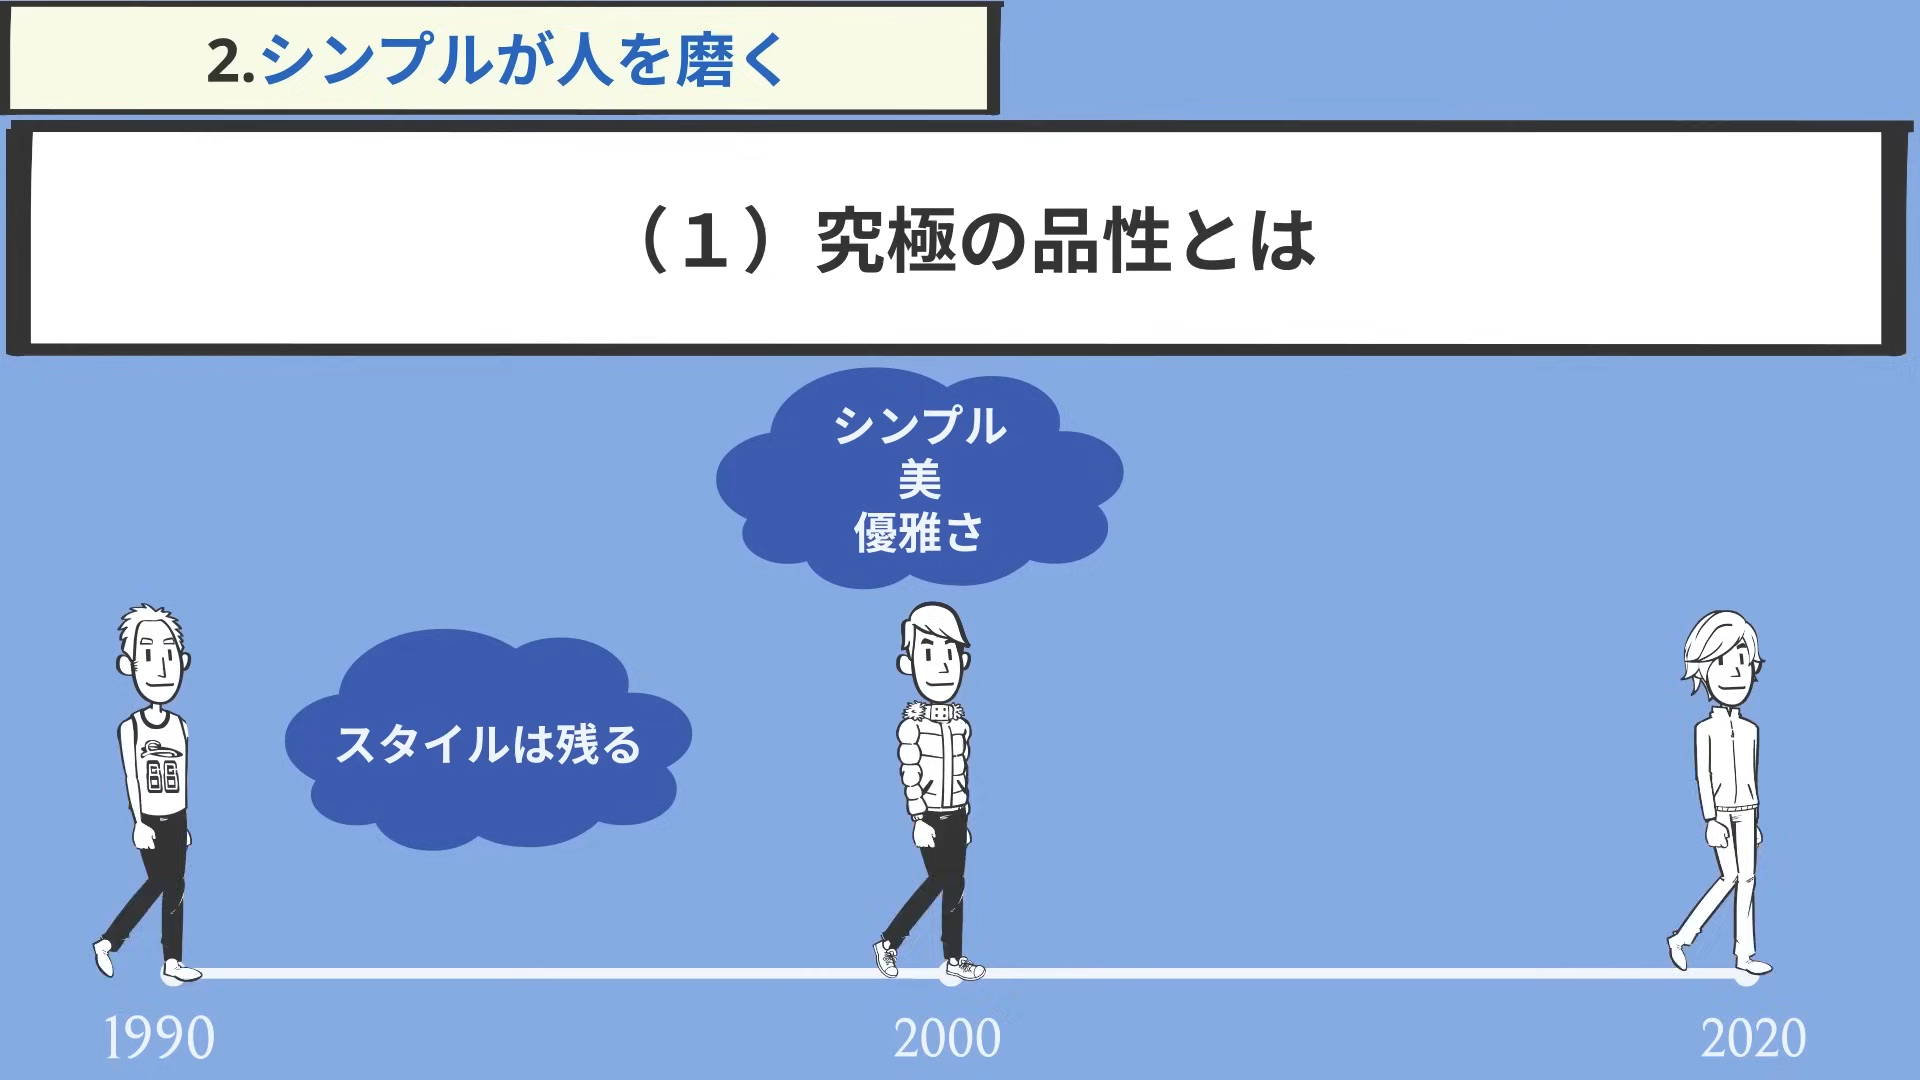 2.シンプルが人を磨く
（１）究極の品性とは
シンプル
美
優雅さ
スタイルは残る
88
1990
2000
2020